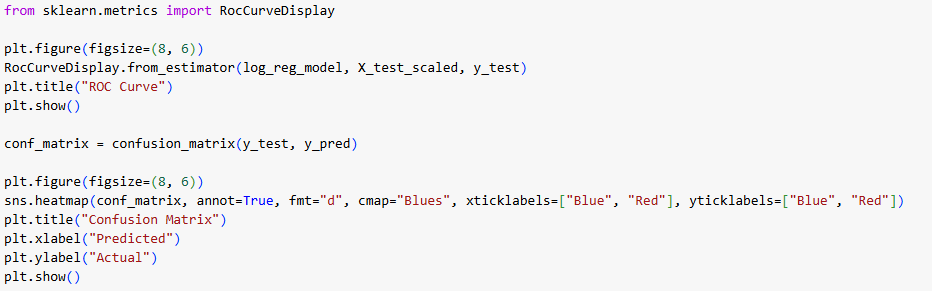 from sklearn.metrics import RocCurveDisplay
plt.figure(figsize=(8, 6))
RocCurveDisplay.from_estimator(log_reg_model, X_test_scaled, y_test)
plt.title("ROC Curve")
plt.show()
conf_matrix = confusion_matrix(y_test, y_pred)
plt.figure(figsize=(8, 6))
sns.heatmap(conf_matrix, annot=True, fmt="d", cmap="Blues", xticklabels=["Blue", "Red"], yticklabels=["Blue", "Red"])
plt.title("Confusion Matrix")
plt.xlabel("Predicted")
plt.ylabel("Actual")
plt.show()